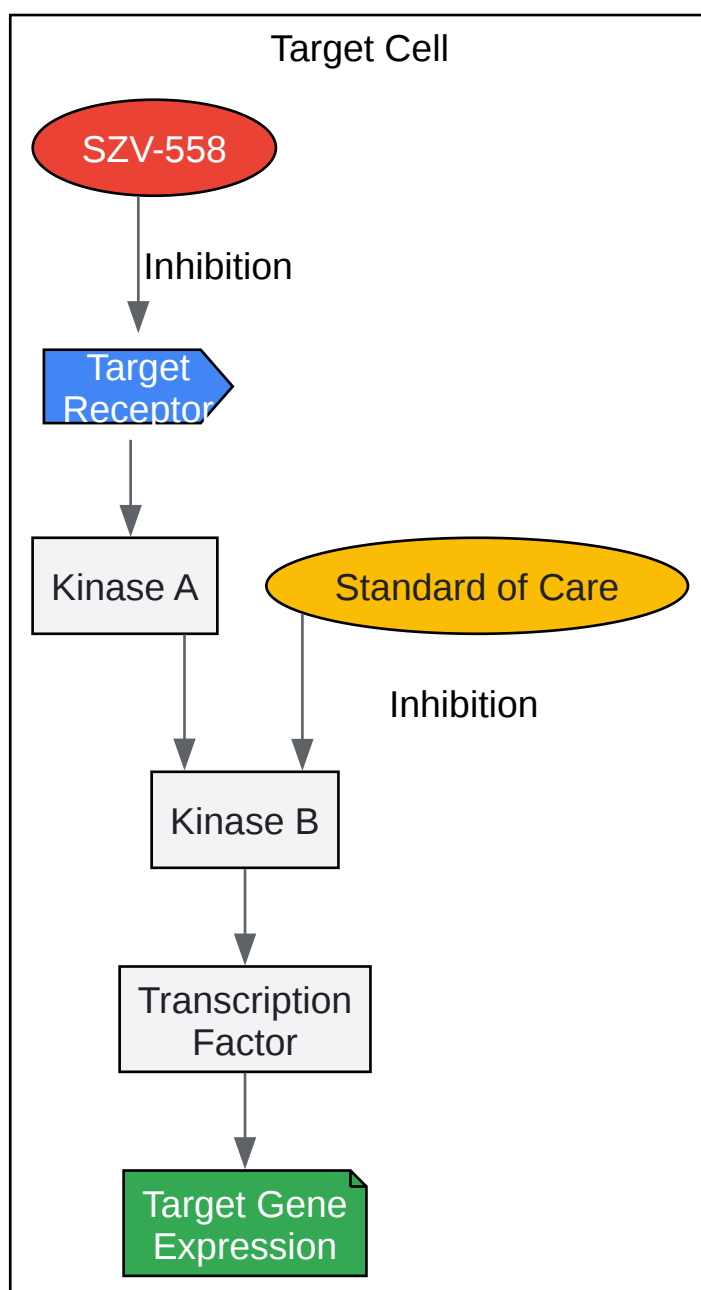 Target Cell
SZV-558
Inhibition
Target
Receptor
Kinase A
Standard of Care
Inhibition
Kinase B
Transcription
Factor
Target Gene
Expression